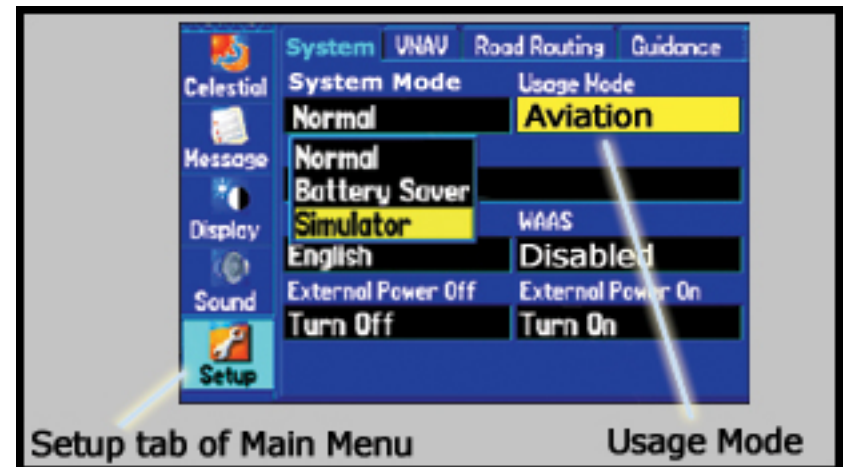 System VNAV Road Routing Guidance
Celestial
System Mode Usage Mode
Normal Aviation
Message
Normal
Battery Saver
Display
Simulator WAAS
English Disabled
Sound
External Power Off External Power On
Turn Off Turn On
Setup
Setup tab of Main Menu Usage Mode